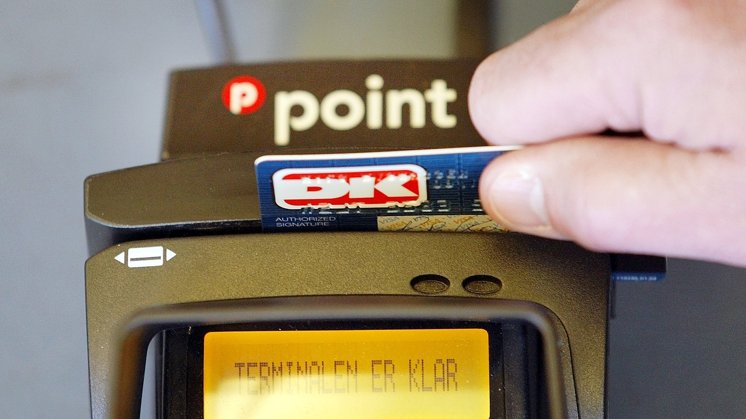 p point
DK
AUTHORIZED
SIGNATURE
TERMINALEN ER KLAR